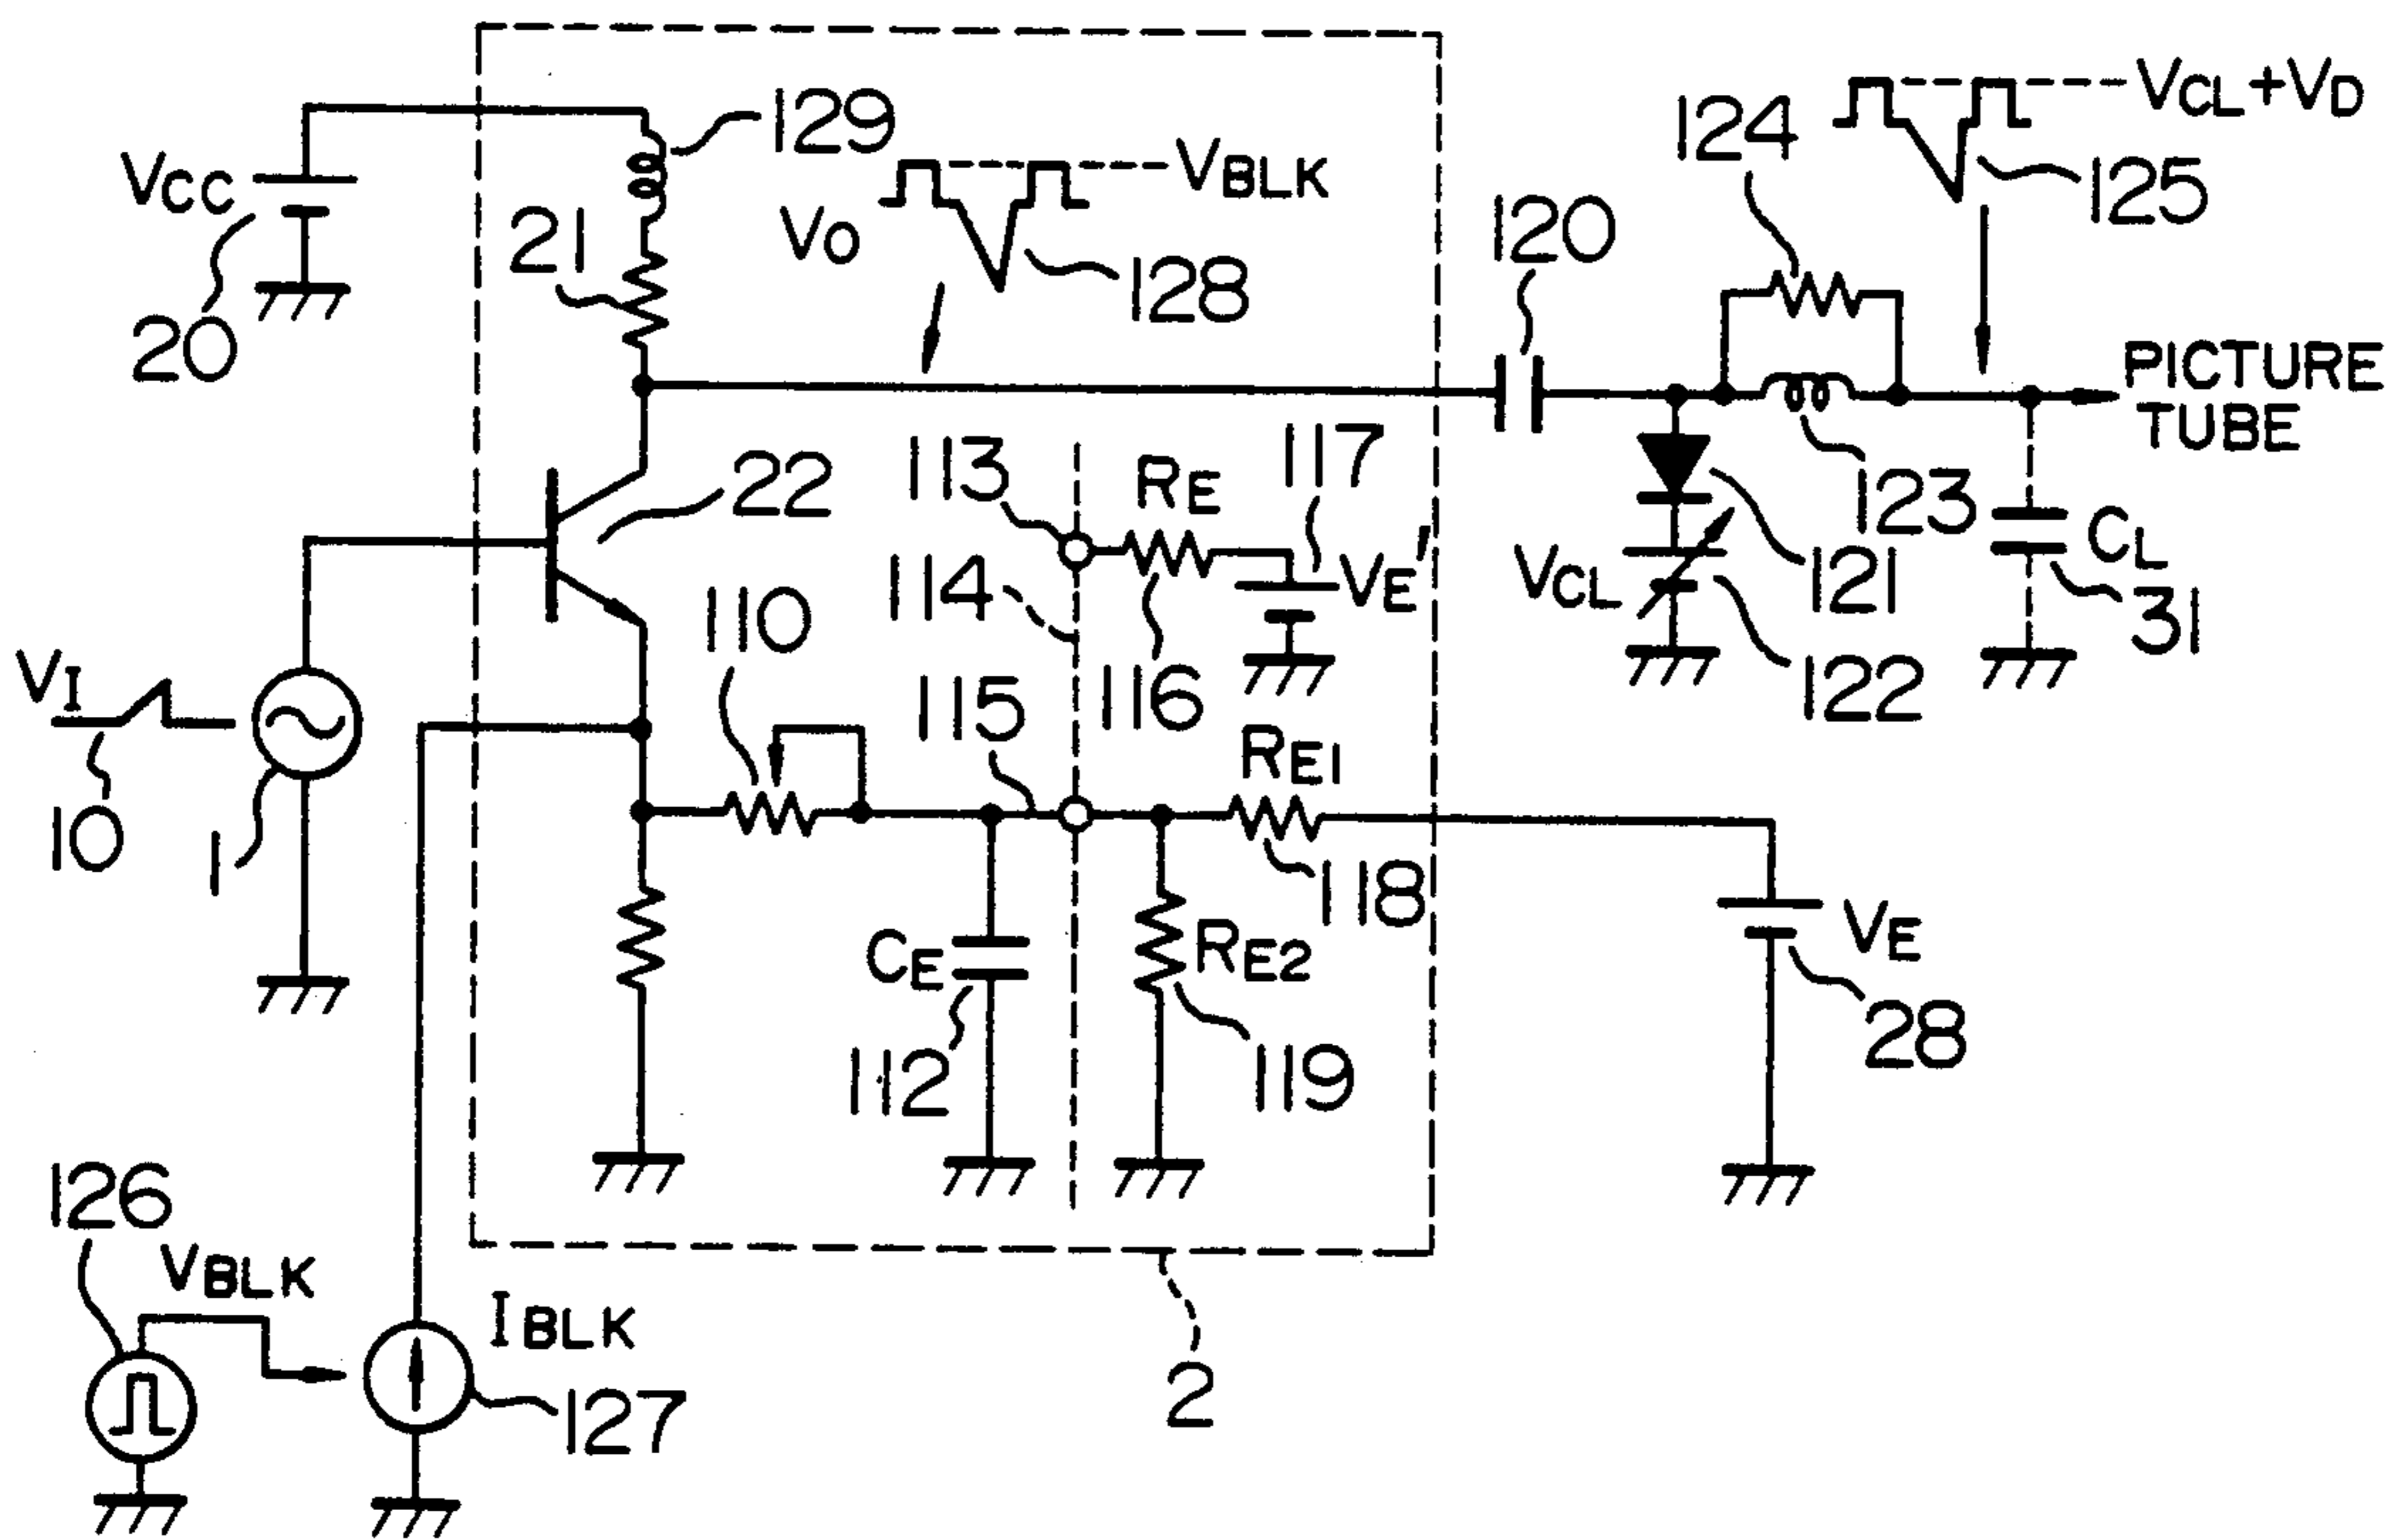 129
VCC
20
21
VO
VBLK
128
124
VCL+VD
125
120
PICTURE
TUBE
123
121
VCL
122
CL
31
22
113
RE
117
VE'
114
116
110
115
VI
10
1
RE1
118
CE
112
RE2
119
VE
28
126
VBLK
IBLK
127
2